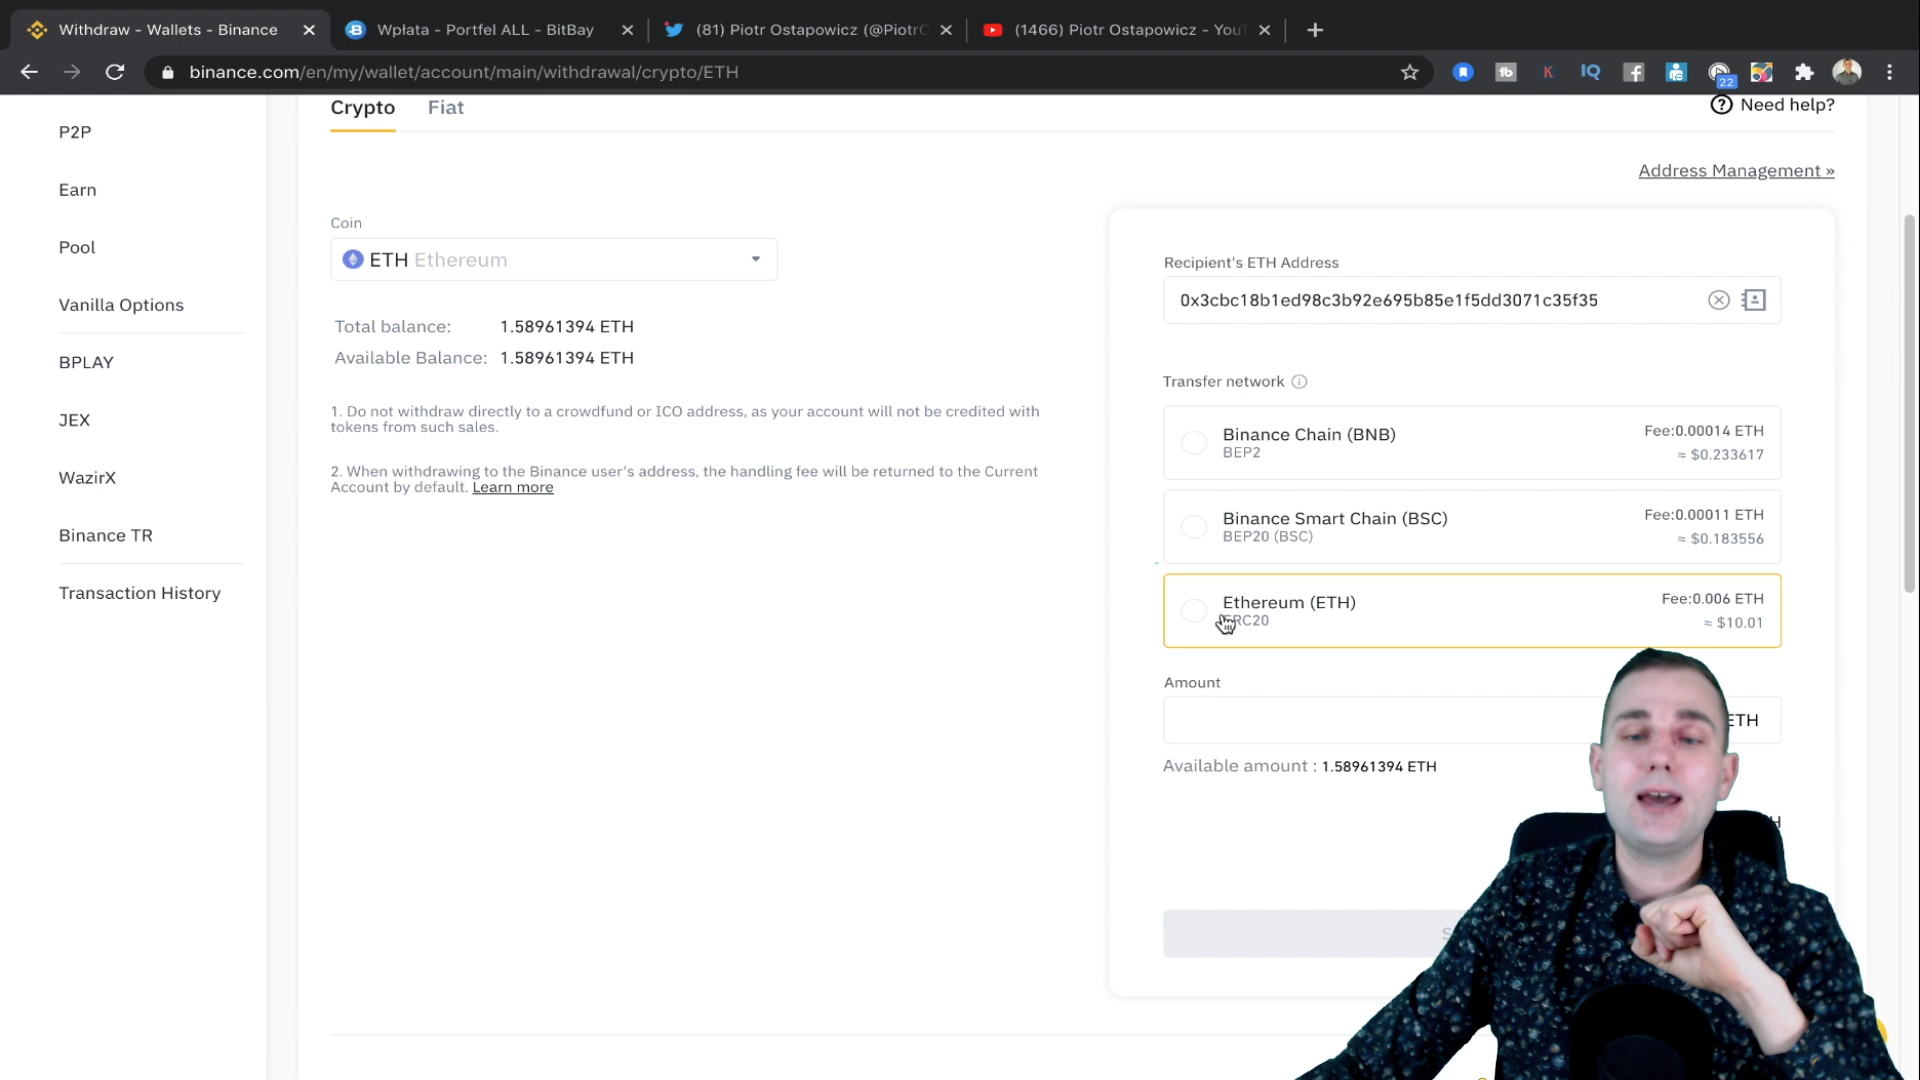 Withdraw - Wallets - Binance
Wpłata - Portfel ALL - BitBay
(81) Piotr Ostapowicz (@PiotrO
(1466) Piotr Ostapowicz - YouT
binance.com/en/my/wallet/account/main/withdrawal/crypto/ETH
tb
K
IQ
22
Crypto
Fiat
Need help?
P2P
Earn
Pool
Vanilla Options
BPLAY
JEX
WazirX
Binance TR
Transaction History
Address Management »
Coin
ETH Ethereum
Total balance: 1.58961394 ETH
Available Balance: 1.58961394 ETH
1. Do not withdraw directly to a crowdfund or ICO address, as your account will not be credited with
tokens from such sales.
2. When withdrawing to the Binance user's address, the handling fee will be returned to the Current
Account by default. Learn more
Recipient's ETH Address
0x3cbc18b1ed98c3b92e695b85e1f5dd3071c35f35
Transfer network
Binance Chain (BNB)
BEP2
Fee:0.00014 ETH
≈ $0.233617
Binance Smart Chain (BSC)
BEP20 (BSC)
Fee:0.00011 ETH
≈ $0.183556
Ethereum (ETH)
ERC20
Fee:0.006 ETH
≈ $10.01
Amount
ETH
Available amount : 1.58961394 ETH